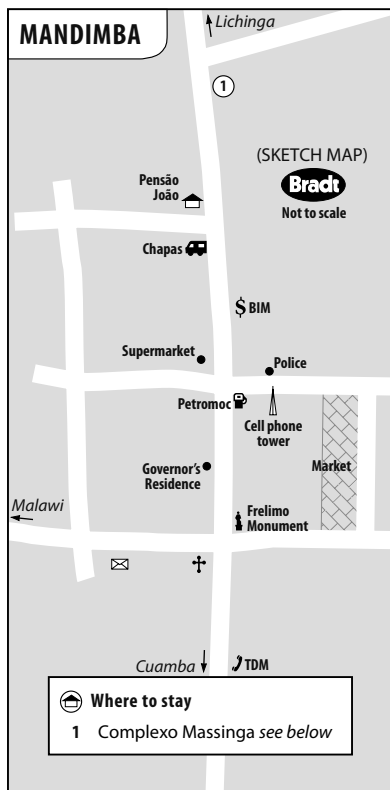 MANDIMBA
Lichinga
1
(SKETCH MAP)
Bradt
Not to scale
Pensão
João
Chapas
$ BIM
Supermarket
Police
Petromoc
Cell phone
tower
Market
Governor's
Residence
Malawi
Frelimo
Monument
Cuamba
TDM
Where to stay
1 Complexo Massinga see below